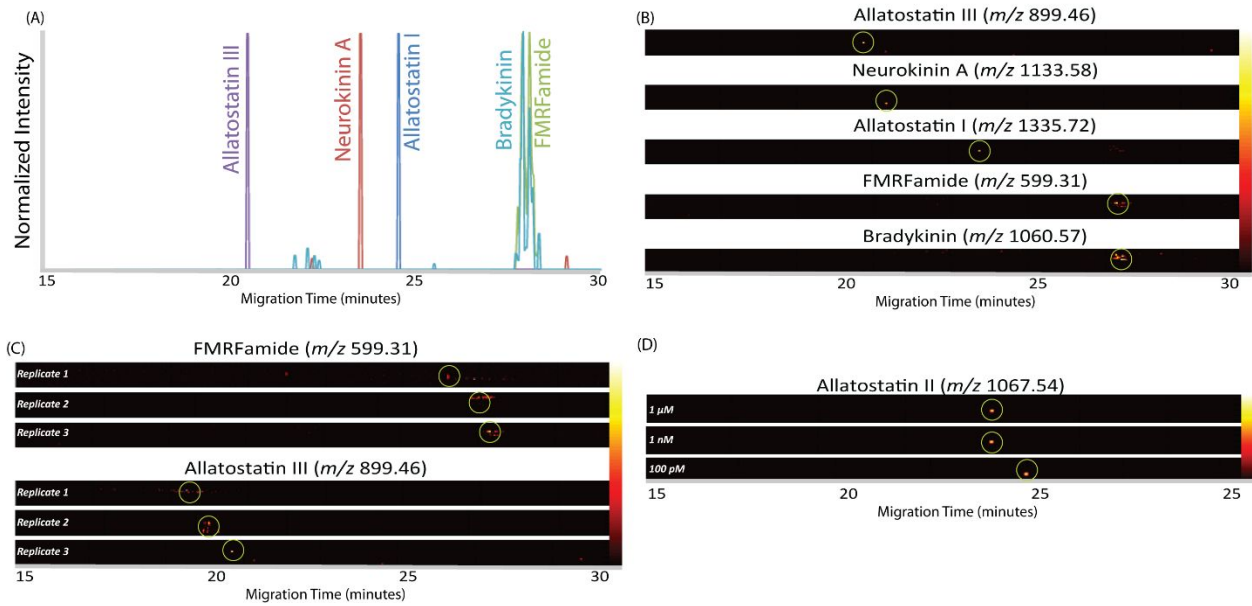 (A)
Normalized Intensity
Allatostatin III
Neurokinin A
Allatostatin I
Bradykinin
FMRFamide
15
20
25
30
Migration Time (minutes)
(B)
Allatostatin III (m/z 899.46)
Neurokinin A (m/z 1133.58)
Allatostatin I (m/z 1335.72)
FMRFamide (m/z 599.31)
Bradykinin (m/z 1060.57)
15
20
25
30
Migration Time (minutes)
(C)
FMRFamide (m/z 599.31)
Replicate 1
Replicate 2
Replicate 3
Allatostatin III (m/z 899.46)
Replicate 1
Replicate 2
Replicate 3
15
20
25
30
Migration Time (minutes)
(D)
Allatostatin II (m/z 1067.54)
1 µM
1 nM
100 pM
15
20
25
25
Migration Time (minutes)